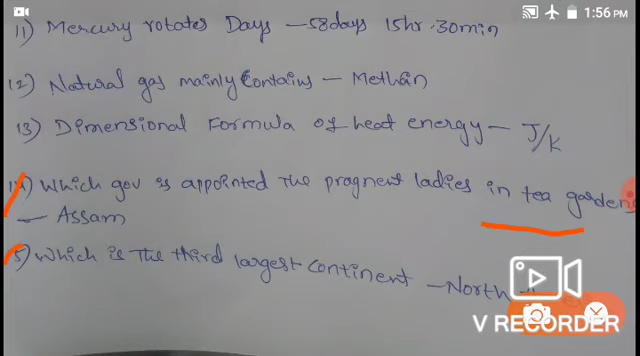 1:56 PM
11) Mercury rotates Days - 58days 15hr .30min
12) Natural gas mainly Contains - Methan
13) Dimensional Formula of heat energy - J/K
14) Which gov is appointed The pragnent ladies in tea gardens
- Assam
15) Which is The third largest Continent - North
V RECORDER